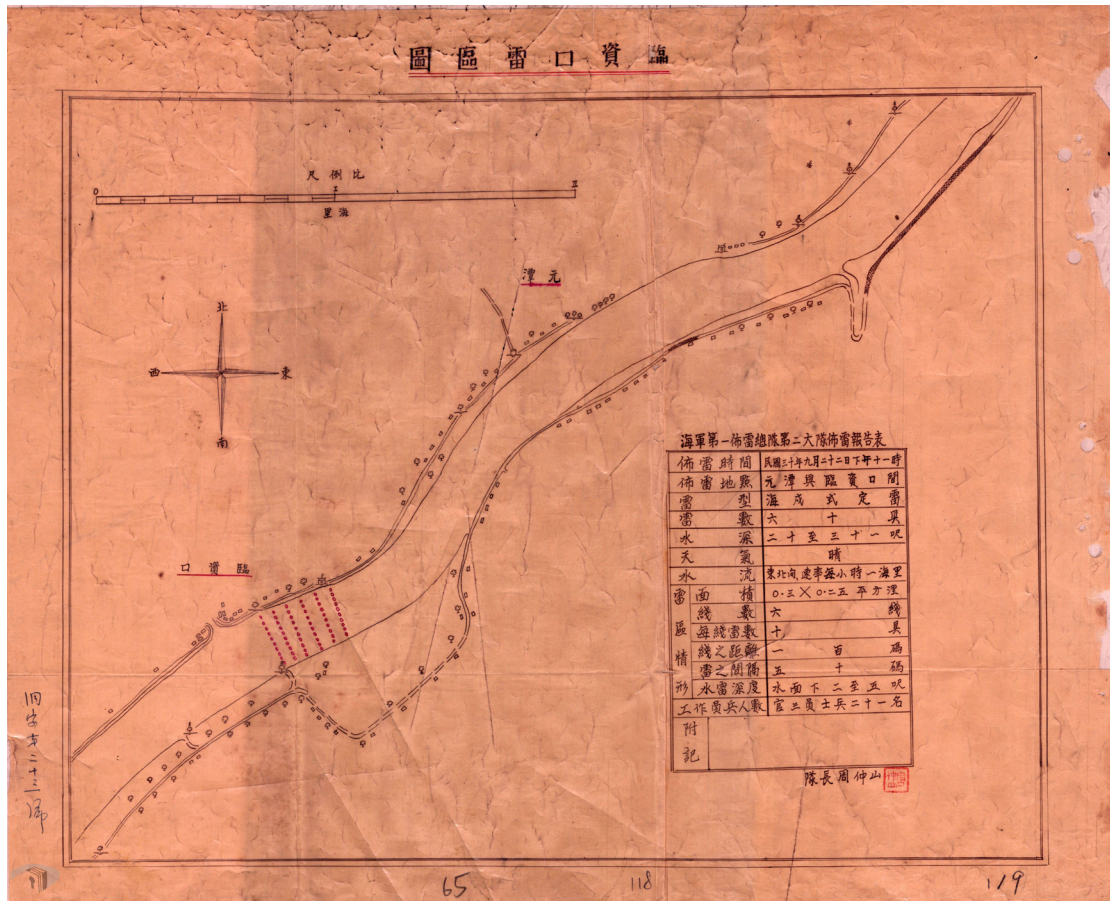 臨資口雷區圖
比例尺
0 I II
海里
元潭
北
西 東
南
臨資口
海軍第一佈雷總隊第二大隊佈雷報告表
佈雷時間 民國三十年九月二十二日下午十一時
佈雷地點 元潭與臨資口間
雷型 海戍式定雷
雷數 六十具
水深 二十至三十一呎
天氣 晴
水流 東北向速率每小時一海里
雷區情形
面積 0.三×0.二五平方浬
綫數 六綫
每綫雷數 十具
綫之距離 一百碼
雷之間隔 五十碼
水雷深度 水面下二至五呎
工作員兵人數 官三員士兵二十一名
附記
隊長周仲山
65 118 119